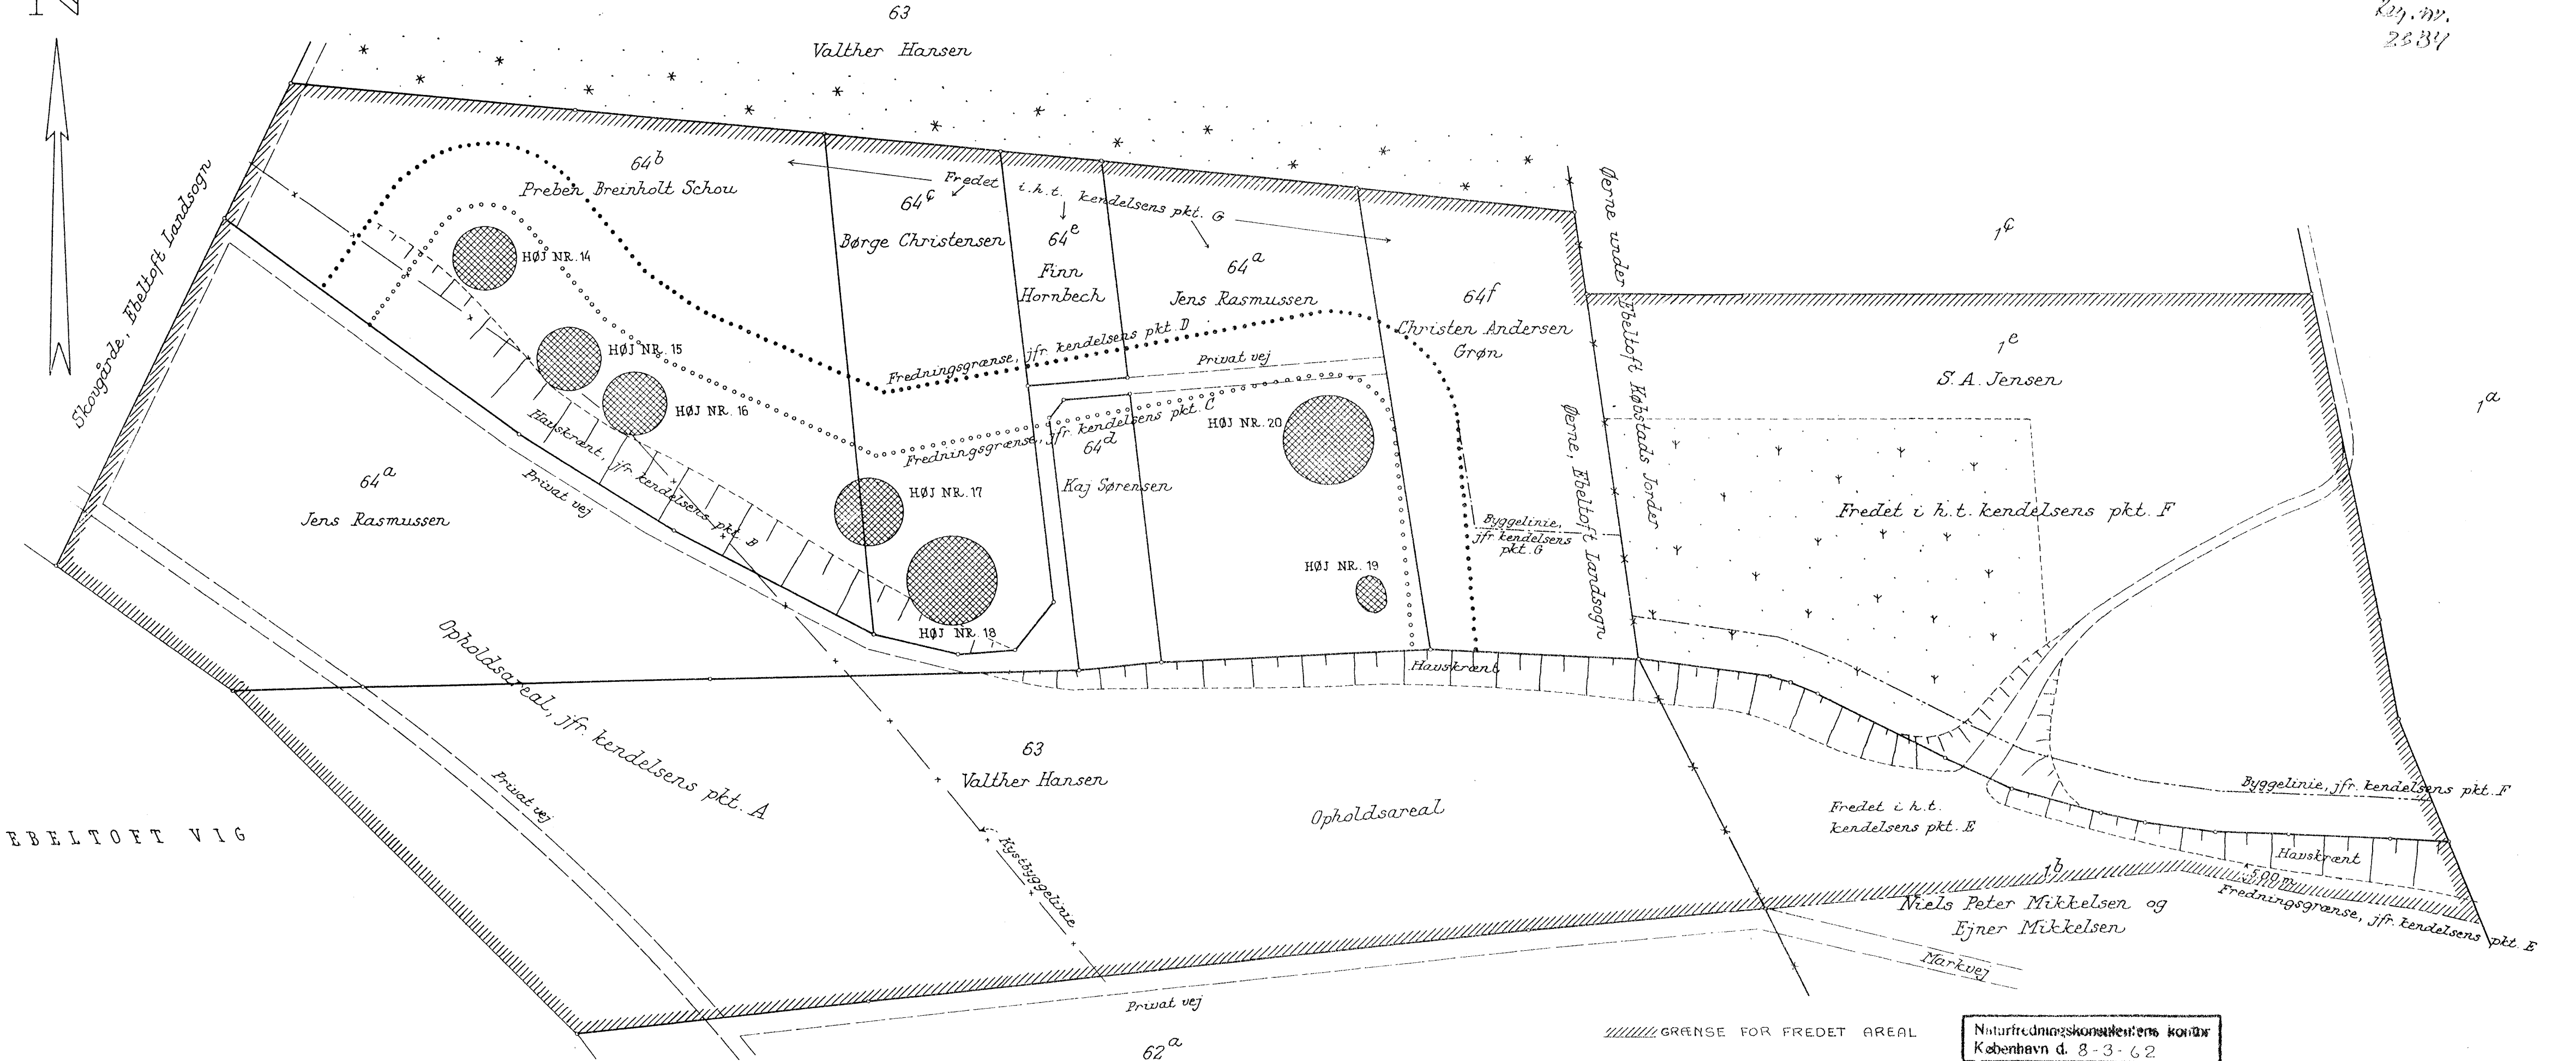 N
63
Valther Hansen
Reg. nr.
Skovgårde, Ebeltoft Landsogn
64b
Preben Breinholt Schou
Fredet i.h.t. kendelsens pkt. G
64c
Børge Christensen
64e
Finn
Hornbech
64a
Jens Rasmussen
64f
Christen Andersen
Grøn
Øerne under Ebeltoft Købstads Jorder
Øerne, Ebeltoft Landsogn
1c
1e
S. A. Jensen
1a
HØJ NR. 14
HØJ NR. 15
HØJ NR. 16
HØJ NR. 17
HØJ NR. 18
HØJ NR. 19
HØJ NR. 20
Fredningsgrænse, jfr. kendelsens pkt. D
Privat vej
Fredningsgrænse, jfr. kendelsens pkt. C
64d
Kaj Sørensen
Havskrænt, jfr. kendelsens pkt. B
Privat vej
64a
Jens Rasmussen
Byggelinie,
jfr. kendelsens
pkt. G
Fredet i h.t. kendelsens pkt. F
Havskrænt
Opholdsareal, jfr. kendelsens pkt. A
Privat vej
63
Valther Hansen
Opholdsareal
Kystbyggelinie
EBELTOFT VIG
Byggelinie, jfr. kendelsens pkt. F
Fredet i h.t.
kendelsens pkt. E
Havskrænt
1b
5,00 m
Niels Peter Mikkelsen og
Ejner Mikkelsen
Fredningsgrænse, jfr. kendelsens pkt. E
Markvej
Privat vej
62a
GRÆNSE FOR FREDET AREAL
Naturfredningskonsulentens kontor
København d. 8-3-62